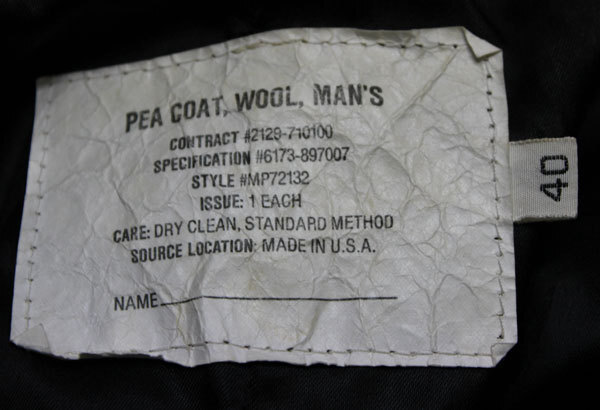 PEA COAT, WOOL, MAN'S
CONTRACT #2129-710100
SPECIFICATION #6173-897007
STYLE #MP72132
ISSUE: 1 EACH
CARE: DRY CLEAN, STANDARD METHOD
SOURCE LOCATION: MADE IN U.S.A.
NAME
40